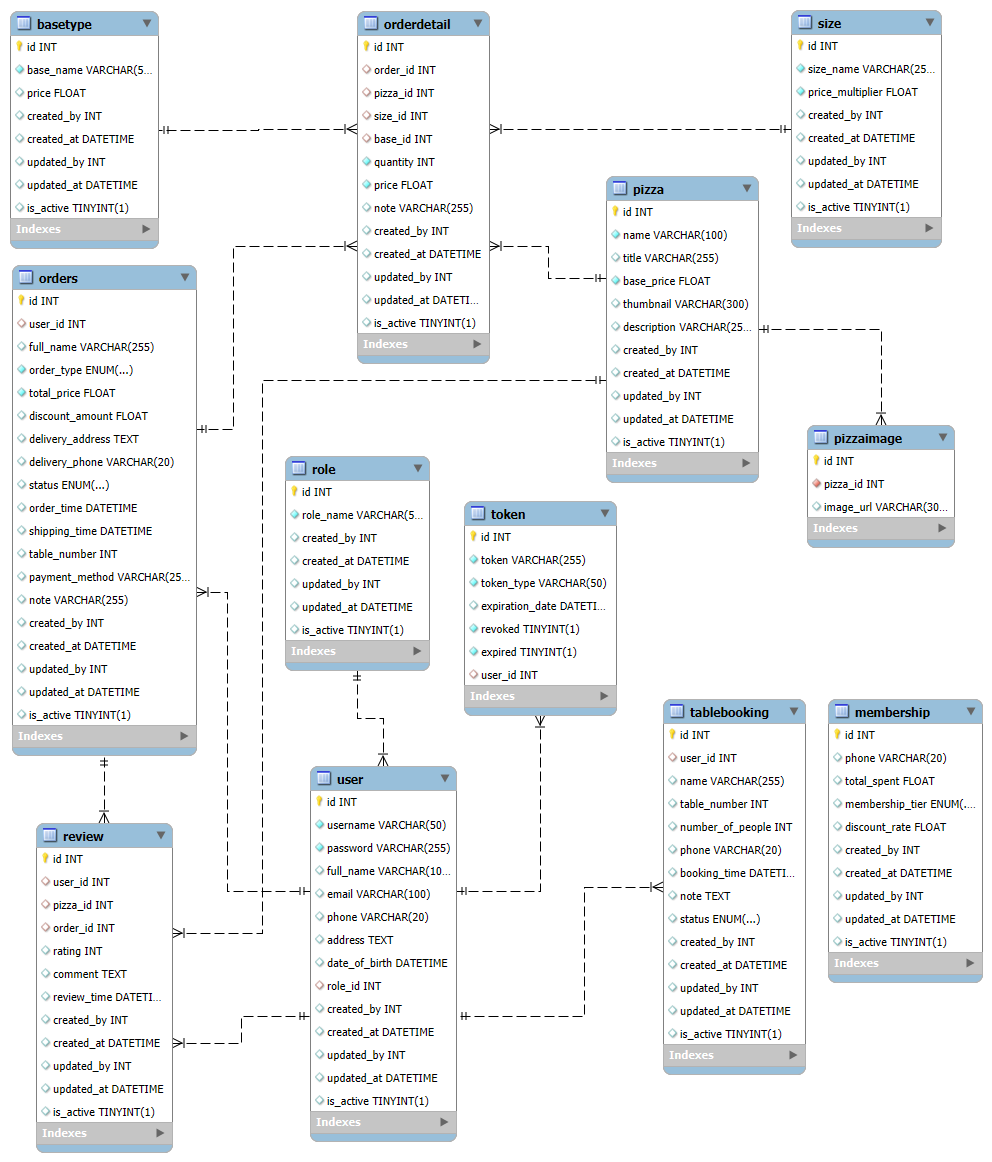 basetype
id INT
base_name VARCHAR(5...
price FLOAT
created_by INT
created_at DATETIME
updated_by INT
updated_at DATETIME
is_active TINYINT(1)
Indexes
orderdetail
id INT
order_id INT
pizza_id INT
size_id INT
base_id INT
quantity INT
price FLOAT
note VARCHAR(255)
created_by INT
created_at DATETIME
updated_by INT
updated_at DATETI...
is_active TINYINT(1)
Indexes
size
id INT
size_name VARCHAR(25...
price_multiplier FLOAT
created_by INT
created_at DATETIME
updated_by INT
updated_at DATETIME
is_active TINYINT(1)
Indexes
pizza
id INT
name VARCHAR(100)
title VARCHAR(255)
base_price FLOAT
thumbnail VARCHAR(300)
description VARCHAR(25...
created_by INT
created_at DATETIME
updated_by INT
updated_at DATETIME
is_active TINYINT(1)
Indexes
orders
id INT
user_id INT
full_name VARCHAR(255)
order_type ENUM(...)
total_price FLOAT
discount_amount FLOAT
delivery_address TEXT
delivery_phone VARCHAR(20)
status ENUM(...)
order_time DATETIME
shipping_time DATETIME
table_number INT
payment_method VARCHAR(25...
note VARCHAR(255)
created_by INT
created_at DATETIME
updated_by INT
updated_at DATETIME
is_active TINYINT(1)
Indexes
pizzaimage
id INT
pizza_id INT
image_url VARCHAR(30...
Indexes
role
id INT
role_name VARCHAR(5...
created_by INT
created_at DATETIME
updated_by INT
updated_at DATETIME
is_active TINYINT(1)
Indexes
token
id INT
token VARCHAR(255)
token_type VARCHAR(50)
expiration_date DATETI...
revoked TINYINT(1)
expired TINYINT(1)
user_id INT
Indexes
tablebooking
id INT
user_id INT
name VARCHAR(255)
table_number INT
number_of_people INT
phone VARCHAR(20)
booking_time DATETI...
note TEXT
status ENUM(...)
created_by INT
created_at DATETIME
updated_by INT
updated_at DATETIME
is_active TINYINT(1)
Indexes
membership
id INT
phone VARCHAR(20)
total_spent FLOAT
membership_tier ENUM(...
discount_rate FLOAT
created_by INT
created_at DATETIME
updated_by INT
updated_at DATETIME
is_active TINYINT(1)
Indexes
user
id INT
username VARCHAR(50)
password VARCHAR(255)
full_name VARCHAR(10...
email VARCHAR(100)
phone VARCHAR(20)
address TEXT
date_of_birth DATETIME
role_id INT
created_by INT
created_at DATETIME
updated_by INT
updated_at DATETIME
is_active TINYINT(1)
Indexes
review
id INT
user_id INT
pizza_id INT
order_id INT
rating INT
comment TEXT
review_time DATETI...
created_by INT
created_at DATETIME
updated_by INT
updated_at DATETIME
is_active TINYINT(1)
Indexes